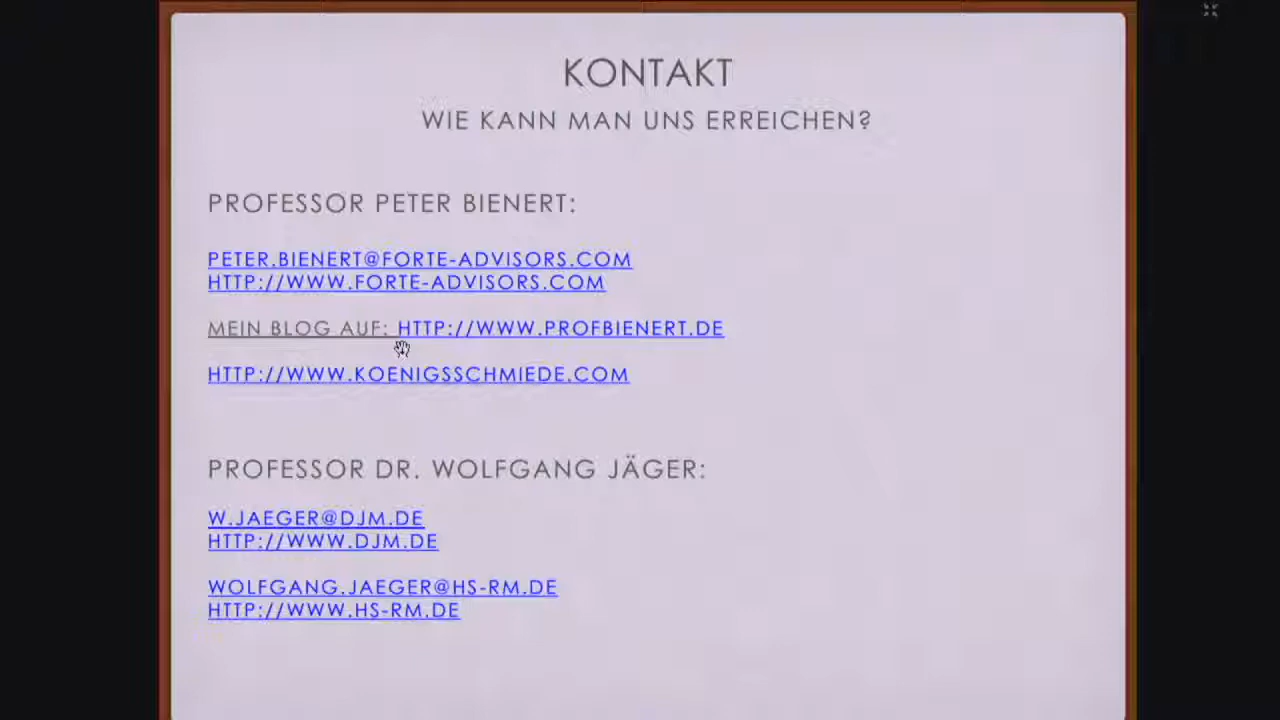 KONTAKT
WIE KANN MAN UNS ERREICHEN?
PROFESSOR PETER BIENERT:
PETER.BIENERT@FORTE-ADVISORS.COM
HTTP://WWW.FORTE-ADVISORS.COM
MEIN BLOG AUF: HTTP://WWW.PROFBIENERT.DE
HTTP://WWW.KOENIGSSCHMIEDE.COM
PROFESSOR DR. WOLFGANG JÄGER:
W.JAEGER@DJM.DE
HTTP://WWW.DJM.DE
WOLFGANG.JAEGER@HS-RM.DE
HTTP://WWW.HS-RM.DE